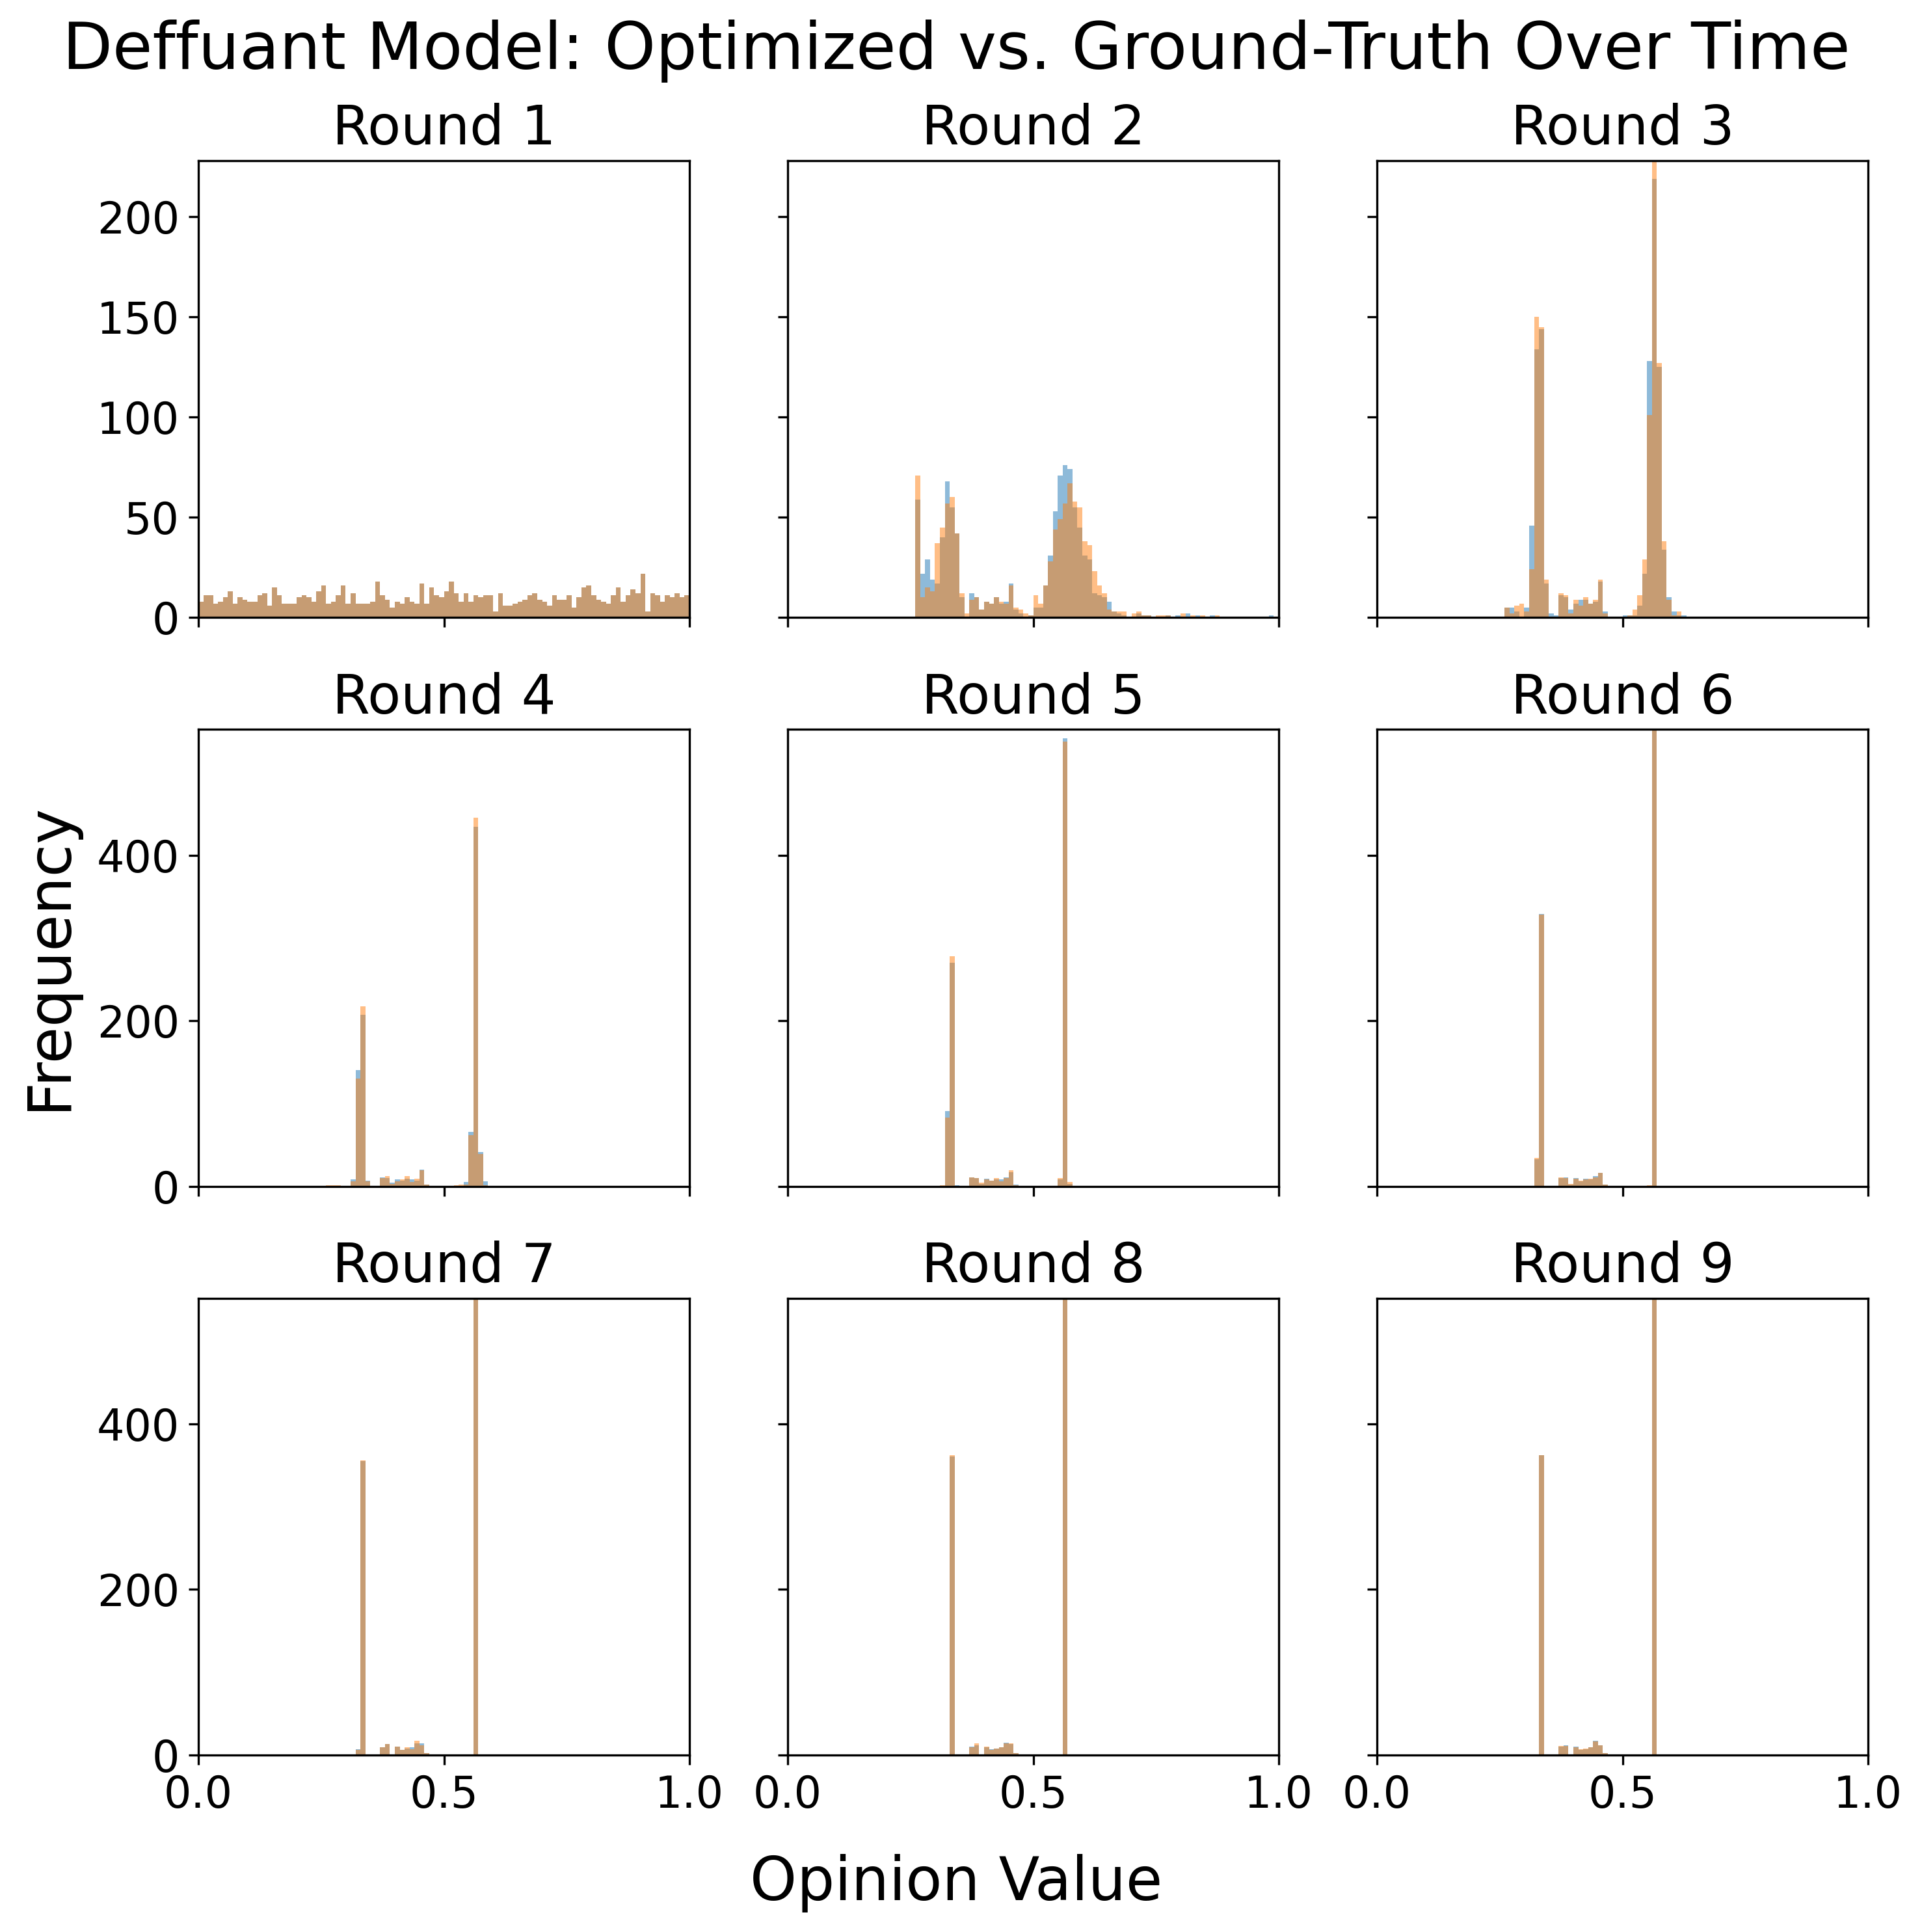 Deffuant Model: Optimized vs. Ground-Truth Over Time
Round 1
Round 2
Round 3
200
150
100
50
0
Round 4
Round 5
Round 6
400
200
0
Frequency
Round 7
Round 8
Round 9
400
200
0
0.0 0.5 1.0
0.0 0.5 1.0
0.0 0.5 1.0
Opinion Value